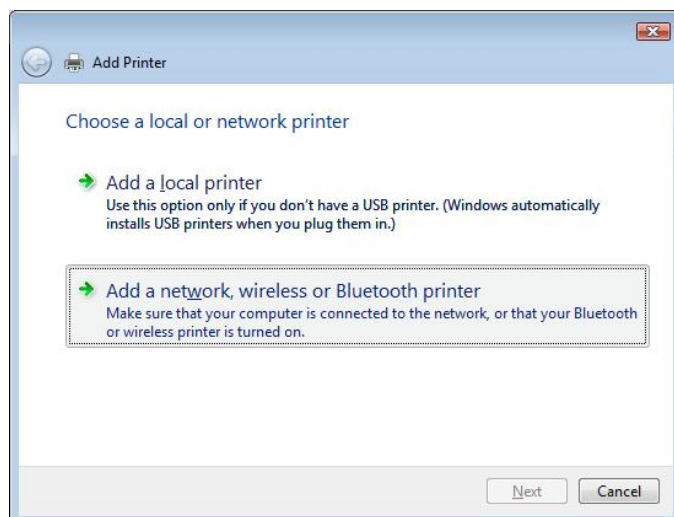 Add Printer
Choose a local or network printer
Add a local printer
Use this option only if you don't have a USB printer. (Windows automatically
installs USB printers when you plug them in.)
Add a network, wireless or Bluetooth printer
Make sure that your computer is connected to the network, or that your Bluetooth
or wireless printer is turned on.
Next Cancel